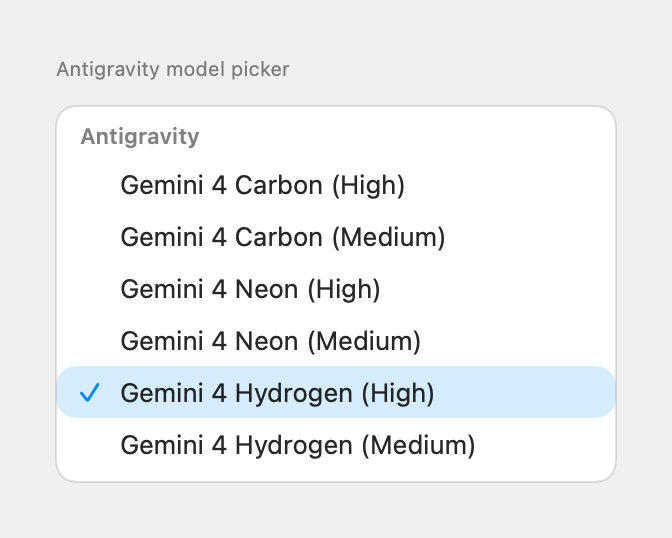 Antigravity model picker
Antigravity
Gemini 4 Carbon (High)
Gemini 4 Carbon (Medium)
Gemini 4 Neon (High)
Gemini 4 Neon (Medium)
Gemini 4 Hydrogen (High)
Gemini 4 Hydrogen (Medium)